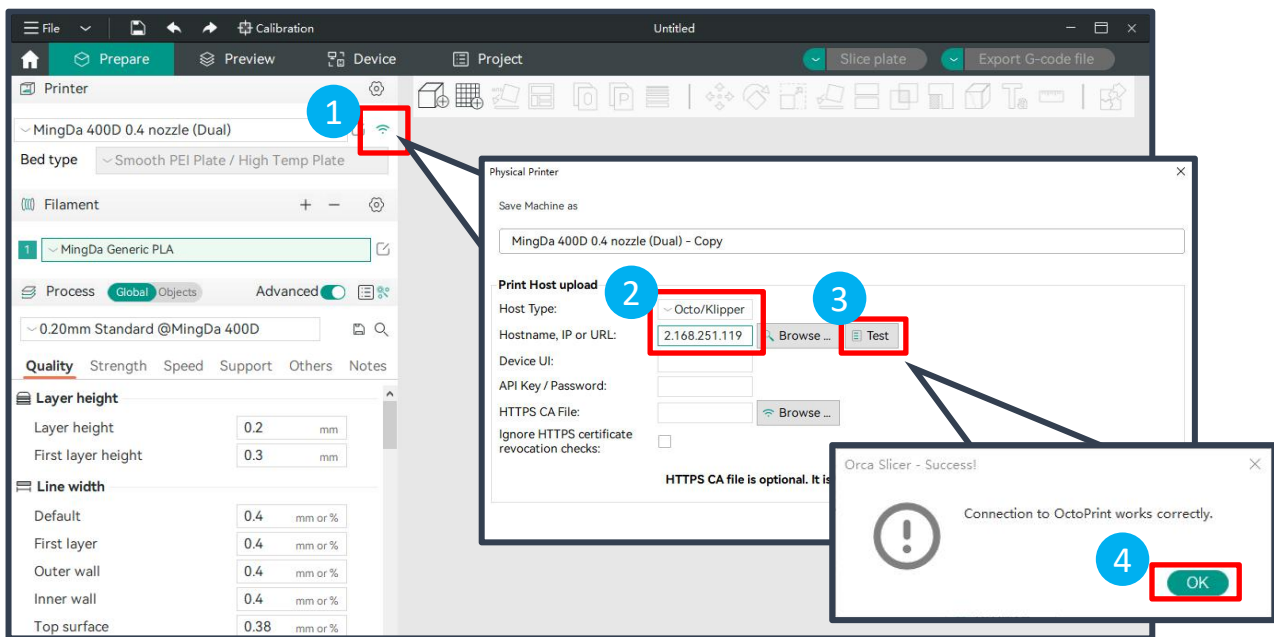 File
Calibration
Untitled
Prepare
Preview
Device
Project
Slice plate
Export G-code file
Printer
1
MingDa 400D 0.4 nozzle (Dual)
Bed type
Smooth PEI Plate / High Temp Plate
Filament
1
MingDa Generic PLA
Process
Global
Objects
Advanced
0.20mm Standard @MingDa 400D
Quality
Strength
Speed
Support
Others
Notes
Layer height
Layer height 0.2 mm
First layer height 0.3 mm
Line width
Default 0.4 mm or %
First layer 0.4 mm or %
Outer wall 0.4 mm or %
Inner wall 0.4 mm or %
Top surface 0.38 mm or %
Physical Printer
Save Machine as
MingDa 400D 0.4 nozzle (Dual) - Copy
Print Host upload
2
3
Host Type: Octo/Klipper
Hostname, IP or URL: 2.168.251.119 Browse ... Test
Device UI:
API Key / Password:
HTTPS CA File: Browse ...
Ignore HTTPS certificate
revocation checks:
HTTPS CA file is optional. It is
Orca Slicer - Success!
Connection to OctoPrint works correctly.
4
OK